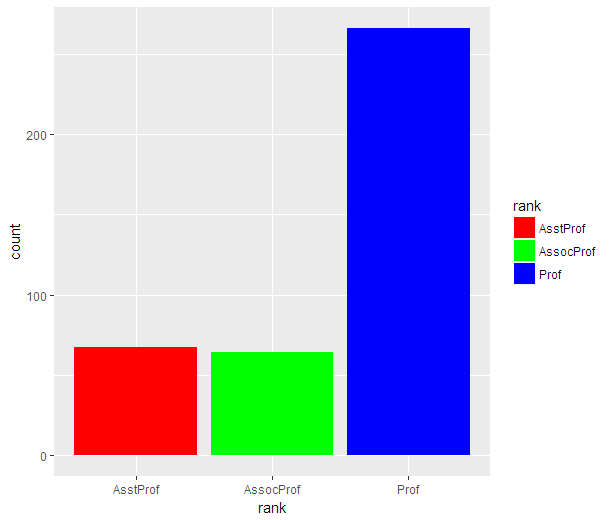 count
200
100
0
AsstProf AssocProf Prof
rank
rank
AsstProf
AssocProf
Prof